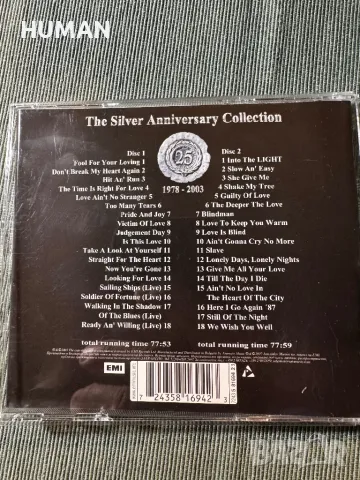 HUMAN
The Silver Anniversary Collection
25
1978 - 2003
Disc 1
Fool For Your Loving 1
Don't Break My Heart Again 2
Hit An' Run 3
The Time Is Right For Love 4
Love Ain't No Stranger 5
Too Many Tears 6
Pride And Joy 7
Victim Of Love 8
Judgement Day 9
Is This Love 10
Take A Look At Yourself 11
Straight For The Heart 12
Now You're Gone 13
Looking For Love 14
Sailing Ships (Live) 15
Soldier Of Fortune (Live) 16
Walking In The Shadow 17
Of The Blues (Live)
Ready An' Willing (Live) 18
total running time 77:53
Disc 2
1 Into The LIGHT
2 Slow An' Easy
3 She Give Me
4 Shake My Tree
5 Guilty Of Love
6 The Deeper The Love
7 Blindman
8 Love To Keep You Warm
9 Love Is Blind
10 Ain't Gonna Cry No More
11 Slave
12 Lonely Days, Lonely Nights
13 Give Me All Your Love
14 Till The Day I Die
15 Ain't No Love In
The Heart Of The City
16 Here I Go Again '87
17 Still Of The Night
18 We Wish You Well
total running time 77:59
EMI
7 24358 16942 3
HUMAN
bazar.bg